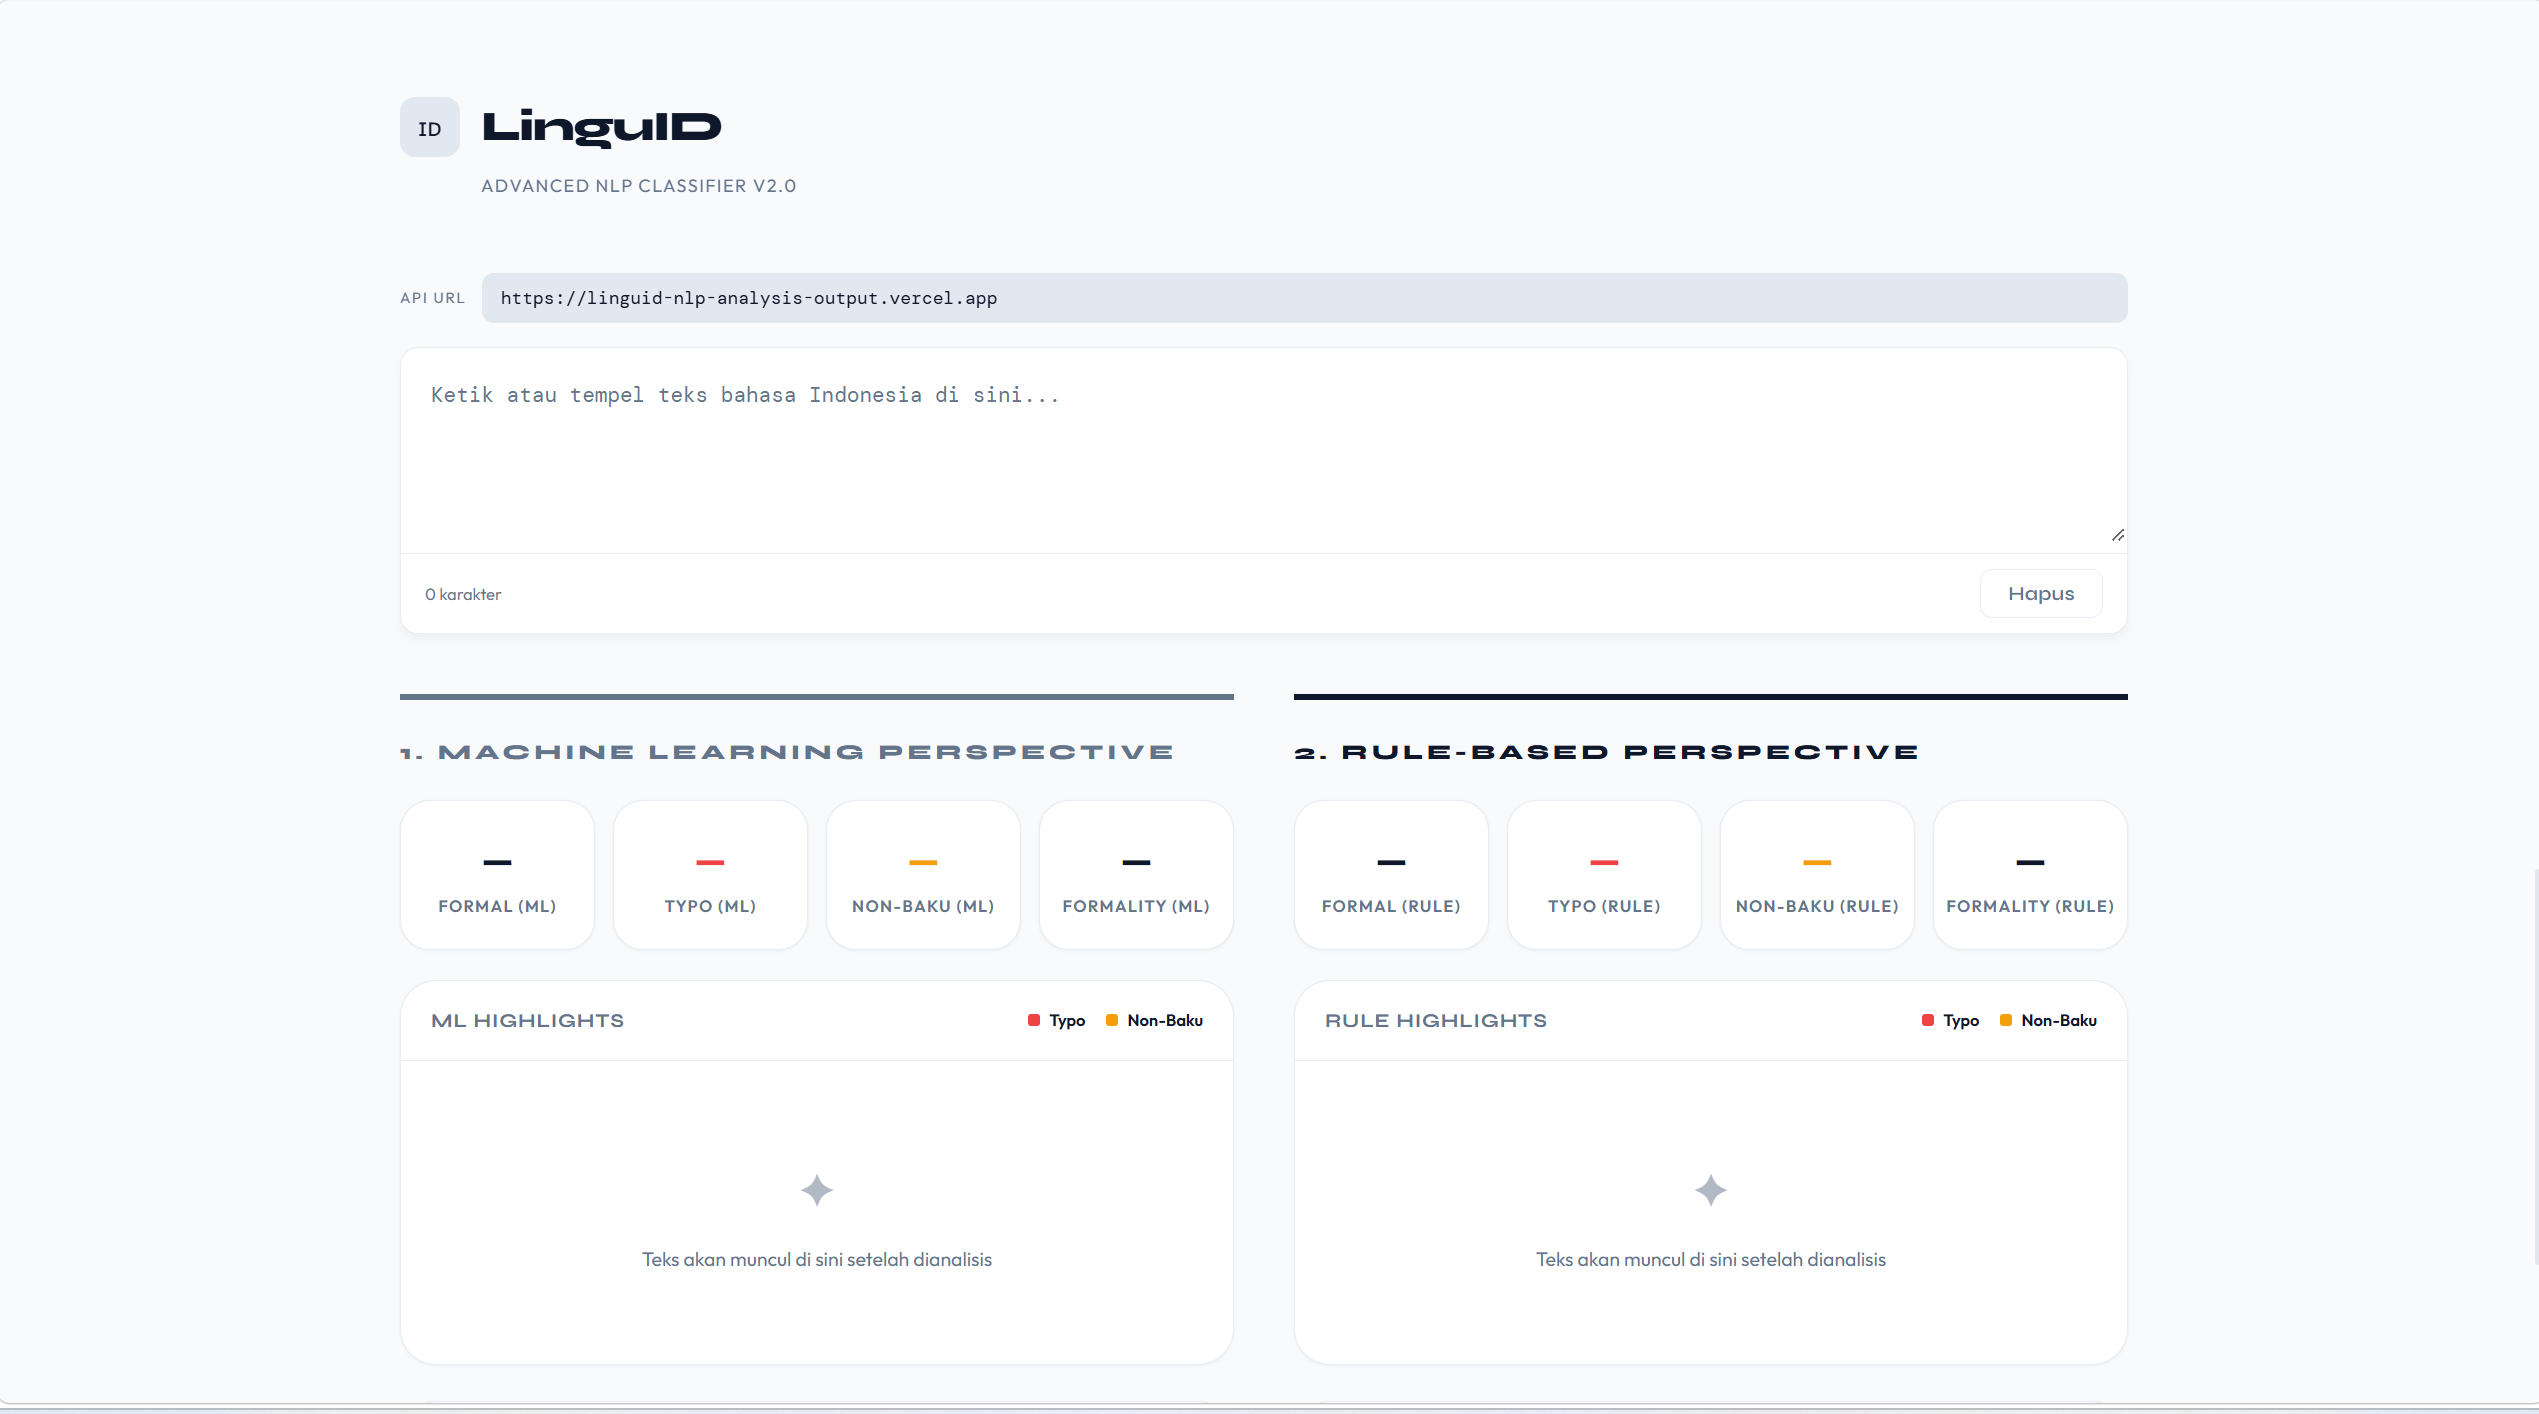 ID
LinguID
ADVANCED NLP CLASSIFIER V2.0
API URL
https://linguid-nlp-analysis-output.vercel.app
Ketik atau tempel teks bahasa Indonesia di sini...
0 karakter
Hapus
1. MACHINE LEARNING PERSPECTIVE
—
FORMAL (ML)
—
TYPO (ML)
—
NON-BAKU (ML)
—
FORMALITY (ML)
ML HIGHLIGHTS
Typo
Non-Baku
Teks akan muncul di sini setelah dianalisis
2. RULE-BASED PERSPECTIVE
—
FORMAL (RULE)
—
TYPO (RULE)
—
NON-BAKU (RULE)
—
FORMALITY (RULE)
RULE HIGHLIGHTS
Typo
Non-Baku
Teks akan muncul di sini setelah dianalisis